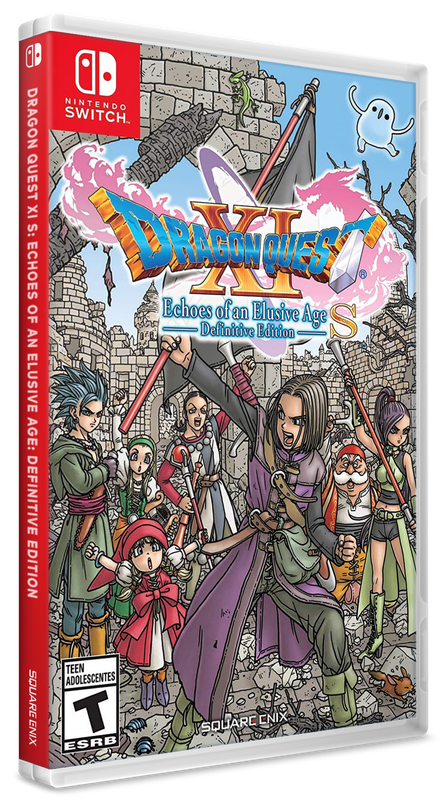 DRAGON QUEST XI S: ECHOES OF AN ELUSIVE AGE: DEFINITIVE EDITION
SQUARE ENIX
NINTENDO
SWITCH™
DRAGON QUEST®
XI
Echoes of an Elusive Age S
Definitive Edition
TEEN
ADOLESCENTES
T
ESRB
SQUARE ENIX